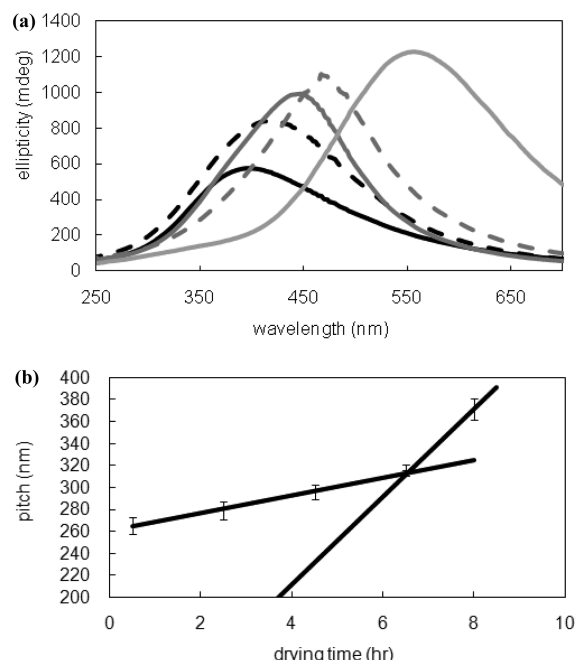 (a)
1400
1200
1000
800
600
400
200
0
ellipticity (mdeg)
250 350 450 550 650
wavelength (nm)
(b)
400
380
360
340
320
300
280
260
240
220
200
pitch (nm)
0 2 4 6 8 10
drying time (hr)